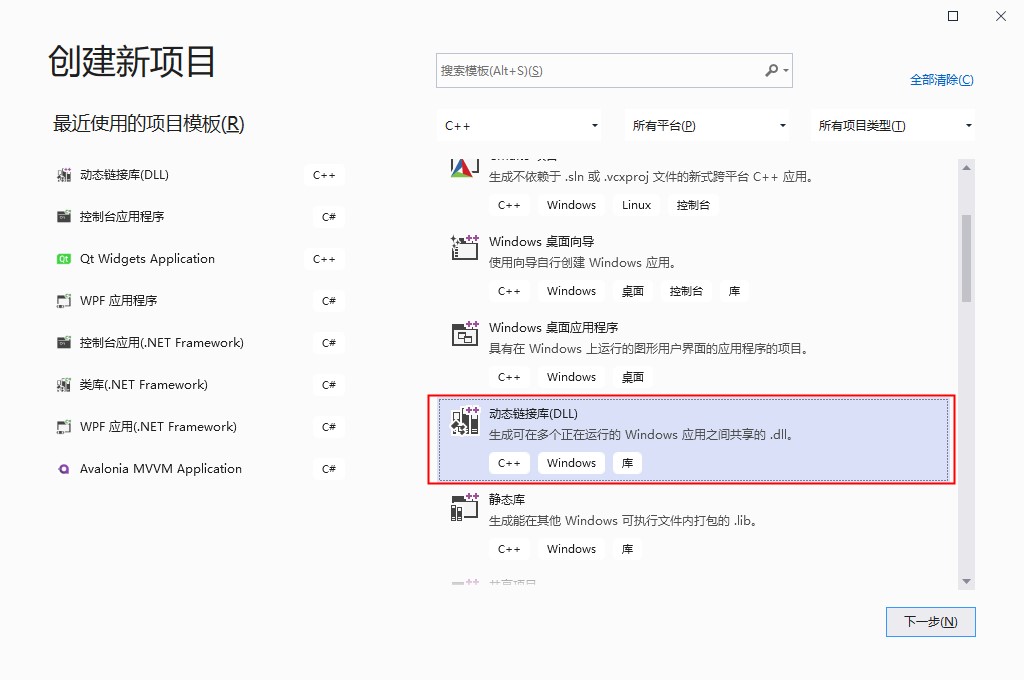 创建新项目
最近使用的项目模板(R)
动态链接库(DLL)
C++
控制台应用程序
C#
Qt Widgets Application
C++
WPF 应用程序
C#
控制台应用(.NET Framework)
C#
类库(.NET Framework)
C#
WPF 应用(.NET Framework)
C#
Avalonia MVVM Application
C#
搜索模板(Alt+S)(S)
全部清除(C)
C++
所有平台(P)
所有项目类型(T)
生成不依赖于 .sln 或 .vcxproj 文件的新式跨平台 C++ 应用。
C++ Windows Linux 控制台
Windows 桌面向导
使用向导自行创建 Windows 应用。
C++ Windows 桌面 控制台 库
Windows 桌面应用程序
具有在 Windows 上运行的图形用户界面的应用程序的项目。
C++ Windows 桌面
动态链接库(DLL)
生成可在多个正在运行的 Windows 应用之间共享的 .dll。
C++ Windows 库
静态库
生成能在其他 Windows 可执行文件内打包的 .lib。
C++ Windows 库
下一步(N)